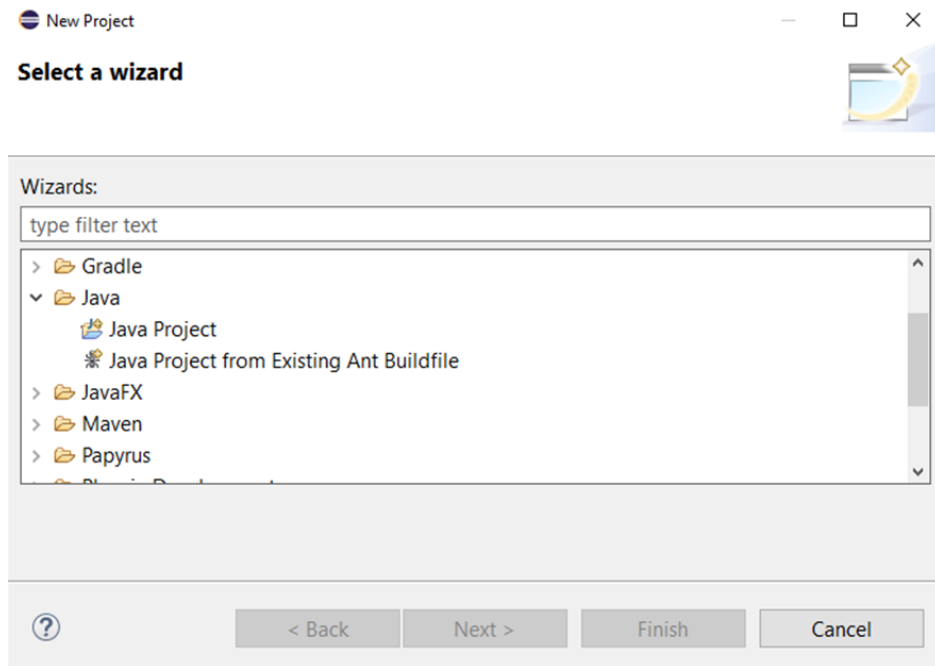 New Project
Select a wizard
Wizards:
type filter text
Gradle
Java
Java Project
Java Project from Existing Ant Buildfile
JavaFX
Maven
Papyrus
?
< Back
Next >
Finish
Cancel